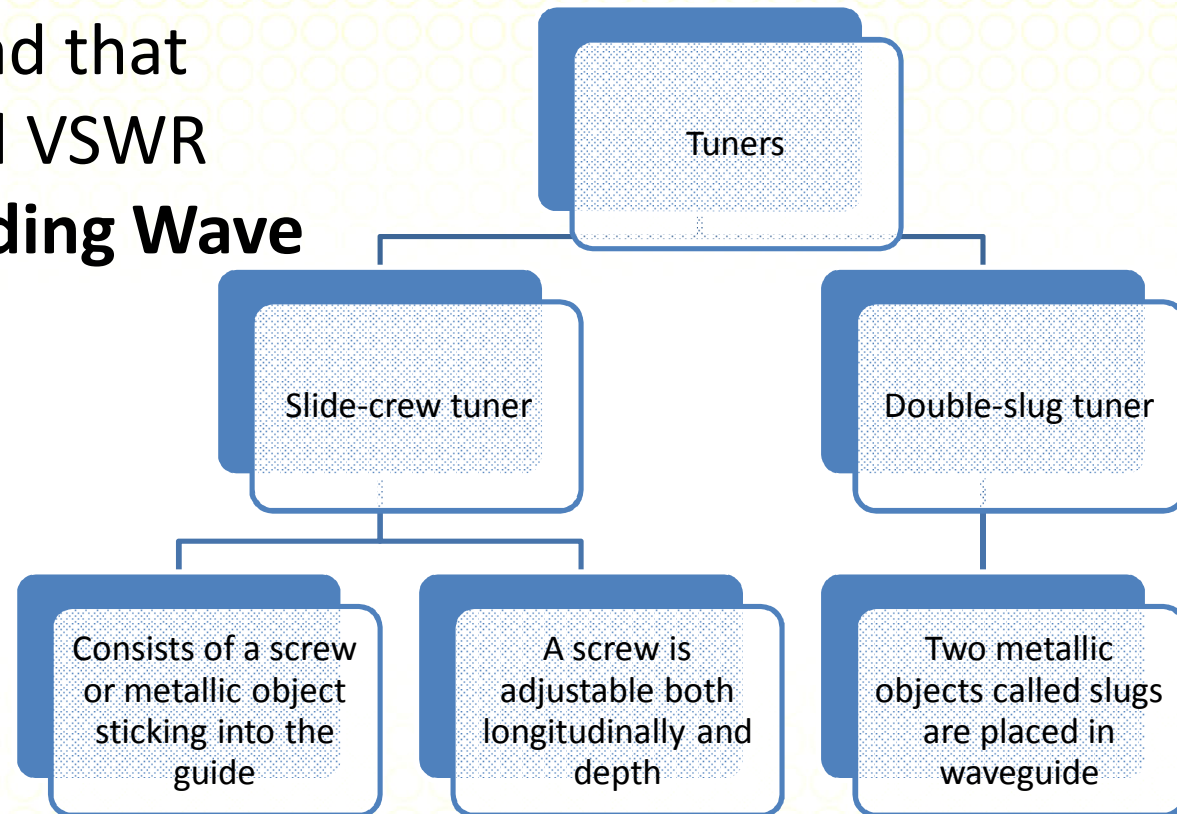 nd that
VSWR
ding Wave
Tuners
Slide-crew tuner
Double-slug tuner
Consists of a screw
or metallic object
sticking into the
guide
A screw is
adjustable both
longitudinally and
depth
Two metallic
objects called slugs
are placed in
waveguide